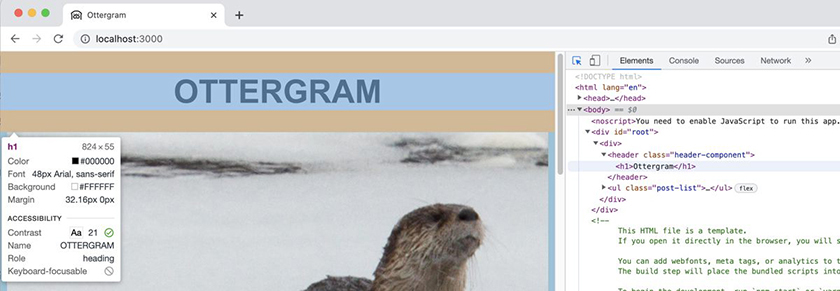 Ottergram
localhost:3000
OTTERGRAM
h1 824 × 55
Color #000000
Font 48px Arial, sans-serif
Background #FFFFFF
Margin 32.16px 0px
ACCESSIBILITY
Contrast Aa 21
Name OTTERGRAM
Role heading
Keyboard-focusable
Elements Console Sources Network »
<!DOCTYPE html>
<html lang="en">
<head>…</head>
<body> == $0
<noscript>You need to enable JavaScript to run this app.
<div id="root">
<div>
<header class="header-component">
<h1>Ottergram</h1>
</header>
<ul class="post-list">…</ul> flex
</div>
</div>
<!--
This HTML file is a template.
If you open it directly in the browser, you will s
You can add webfonts, meta tags, or analytics to t
The build step will place the bundled scripts into